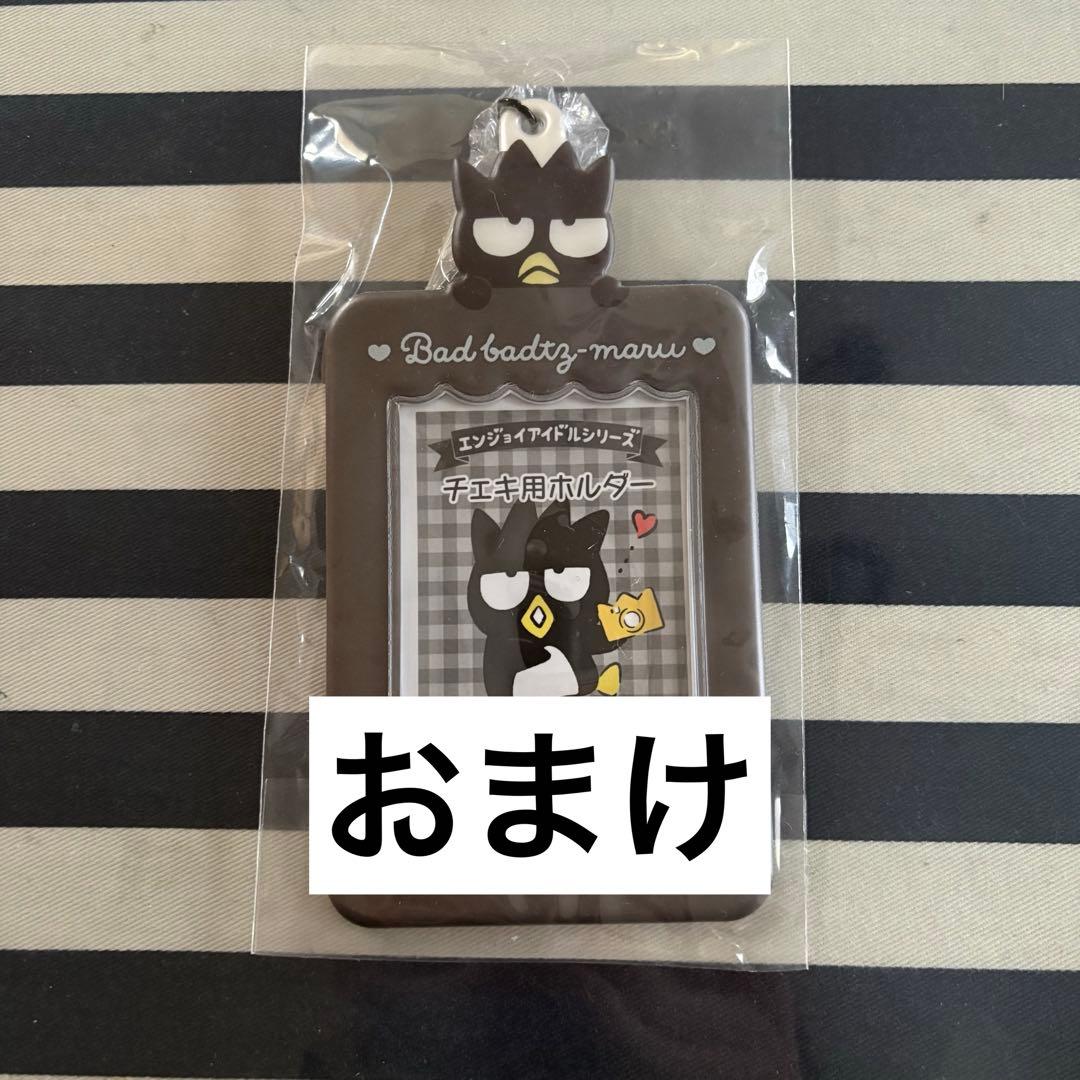 Bad badtz-maru
エンジョイアイドルシリーズ
チェキ用ホルダー
おまけ